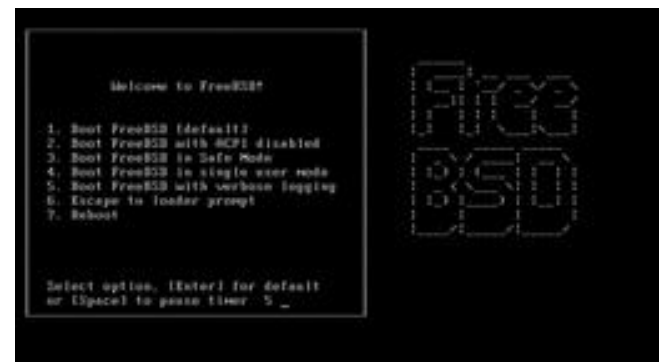 Welcome to FreeBSD!
1. Boot FreeBSD [default]
2. Boot FreeBSD with ACPI disabled
3. Boot FreeBSD in Safe Mode
4. Boot FreeBSD in single user mode
5. Boot FreeBSD with verbose logging
6. Escape to loader prompt
7. Reboot
Select option, [Enter] for default
or [Space] to pause timer 5 _
Free
BSD